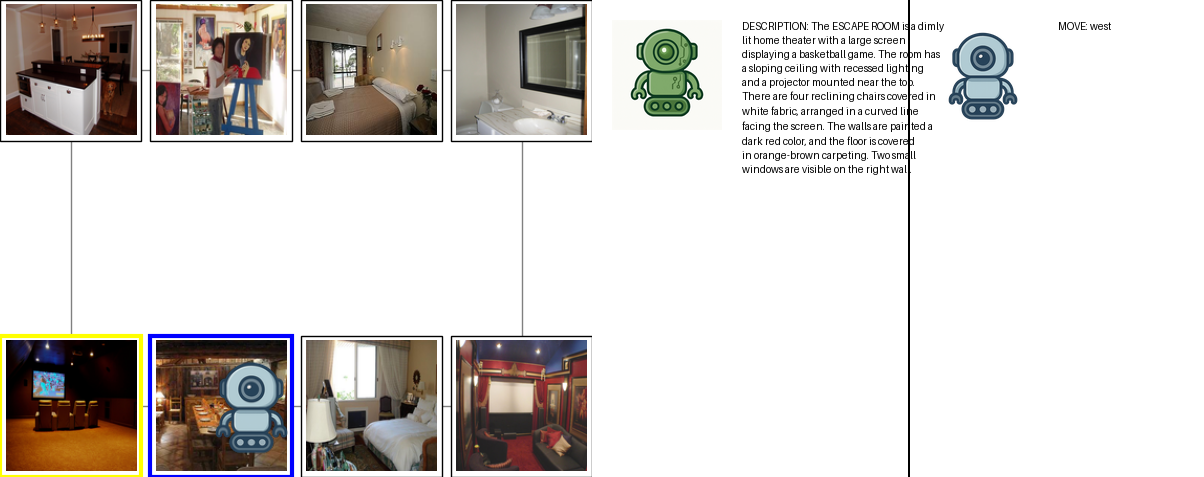 DESCRIPTION: The ESCAPE ROOM is a dimly
lit home theater with a large screen
displaying a basketball game. The room has
a sloping ceiling with recessed lighting
and a projector mounted near the top.
There are four reclining chairs covered in
white fabric, arranged in a curved line
facing the screen. The walls are painted a
dark red color, and the floor is covered
in orange-brown carpeting. Two small
windows are visible on the right wall.
MOVE: west